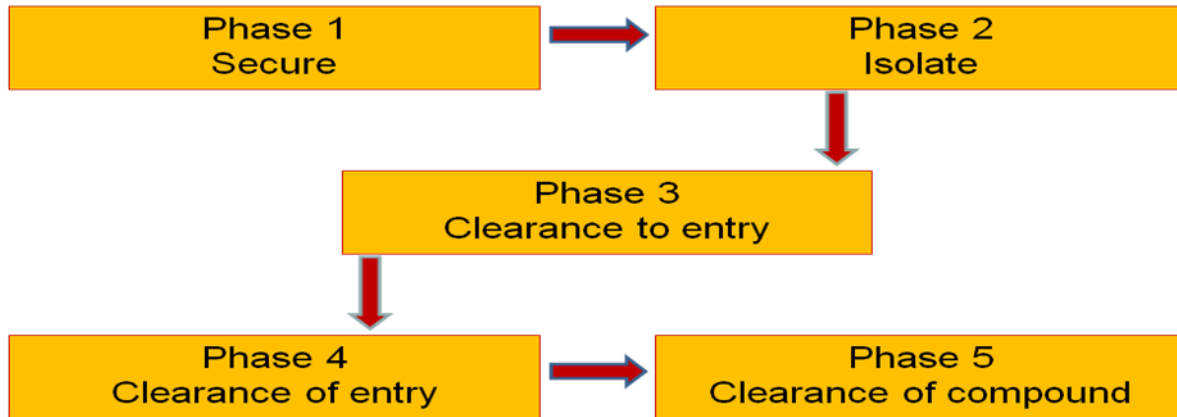 Phase 1
Secure
Phase 2
Isolate
Phase 3
Clearance to entry
Phase 4
Clearance of entry
Phase 5
Clearance of compound